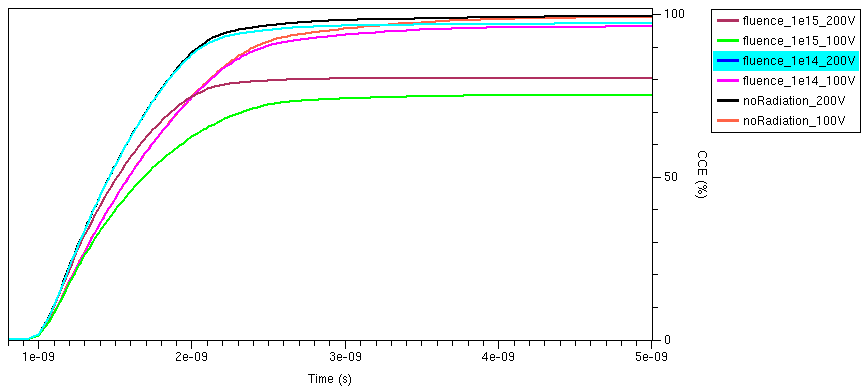 fluence_1e15_200V
fluence_1e15_100V
fluence_1e14_200V
fluence_1e14_100V
noRadiation_200V
noRadiation_100V
100
50
0
CCE (%)
1e-09 2e-09 3e-09 4e-09 5e-09
Time (s)